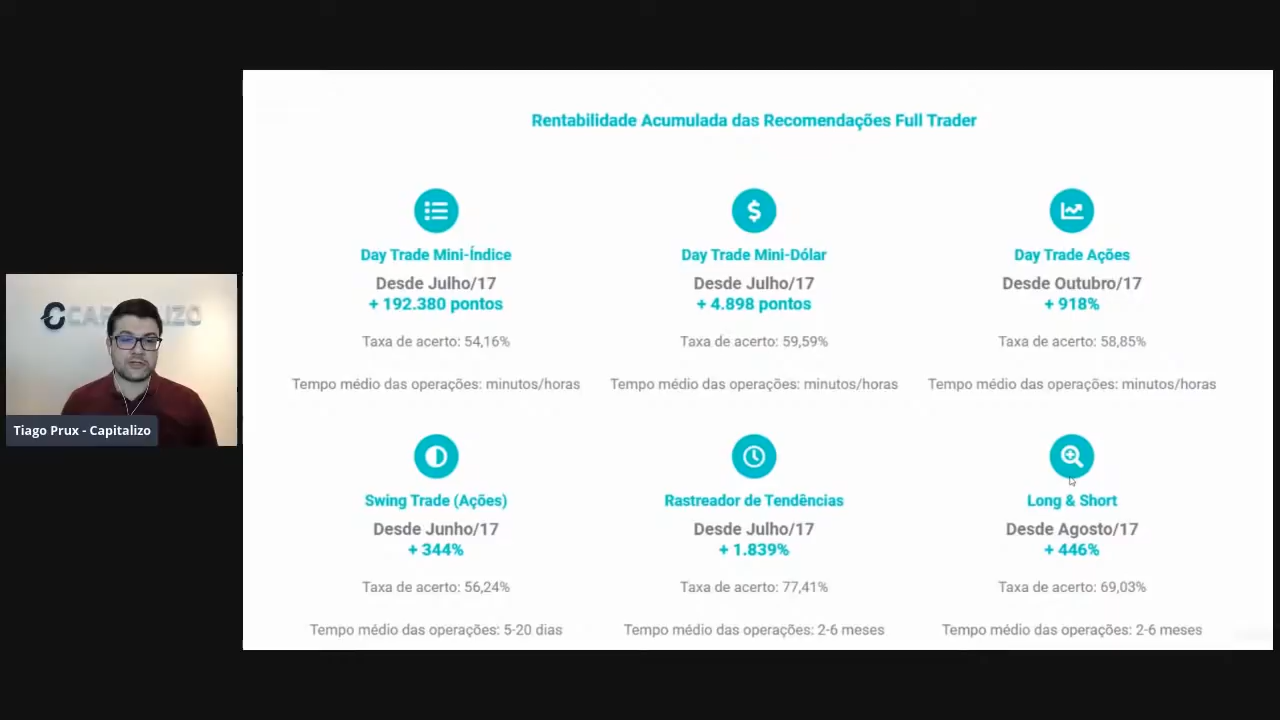 Rentabilidade Acumulada das Recomendações Full Trader
Day Trade Mini-Índice
Desde Julho/17
+ 192.380 pontos
Taxa de acerto: 54,16%
Tempo médio das operações: minutos/horas
Day Trade Mini-Dólar
Desde Julho/17
+ 4.898 pontos
Taxa de acerto: 59,59%
Tempo médio das operações: minutos/horas
Day Trade Ações
Desde Outubro/17
+ 918%
Taxa de acerto: 58,85%
Tempo médio das operações: minutos/horas
CAPITALIZO
Tiago Prux - Capitalizo
Swing Trade (Ações)
Desde Junho/17
+ 344%
Taxa de acerto: 56,24%
Tempo médio das operações: 5-20 dias
Rastreador de Tendências
Desde Julho/17
+ 1.839%
Taxa de acerto: 77,41%
Tempo médio das operações: 2-6 meses
Long & Short
Desde Agosto/17
+ 446%
Taxa de acerto: 69,03%
Tempo médio das operações: 2-6 meses